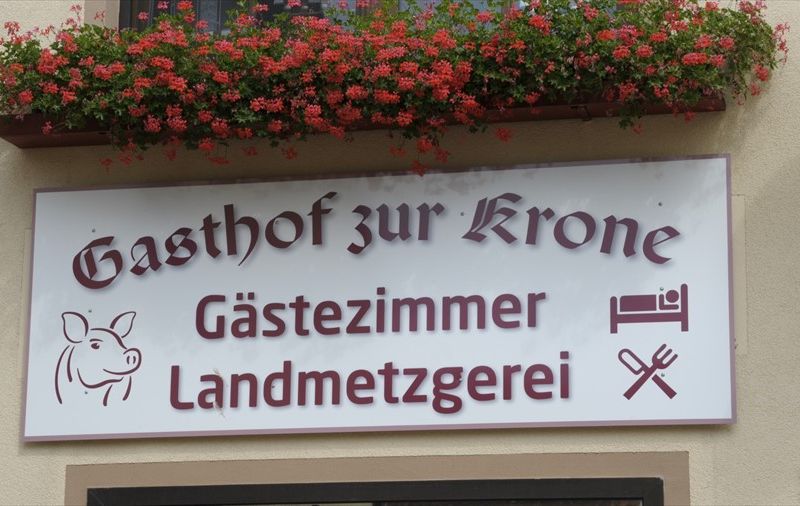 Gasthof zur Krone
Gästezimmer
Landmetzgerei